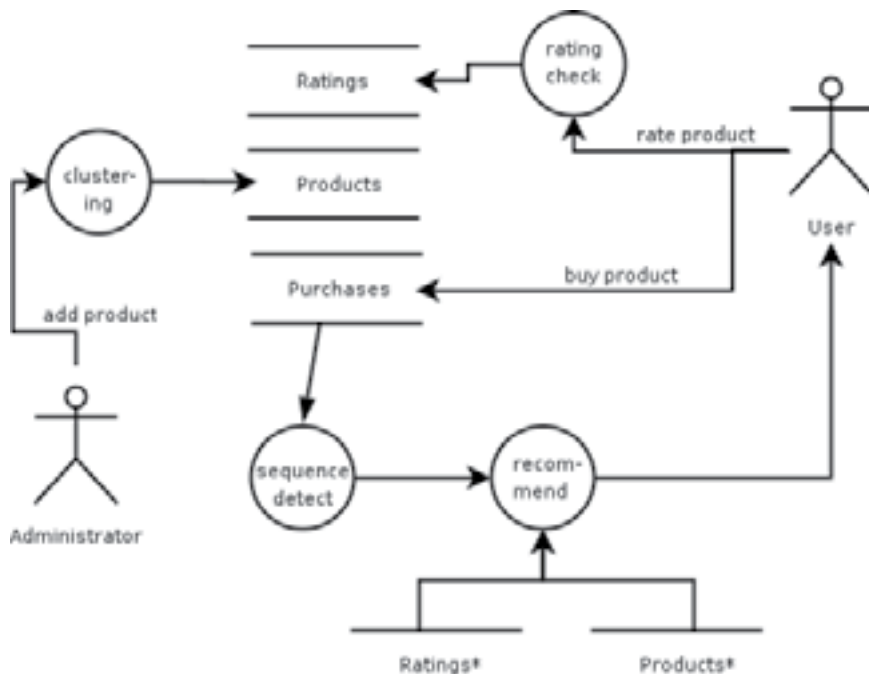 rating
check
Ratings
rate product
cluster-
ing
Products
User
buy product
Purchases
add product
sequence
detect
recom-
mend
Administrator
Ratings*
Products*